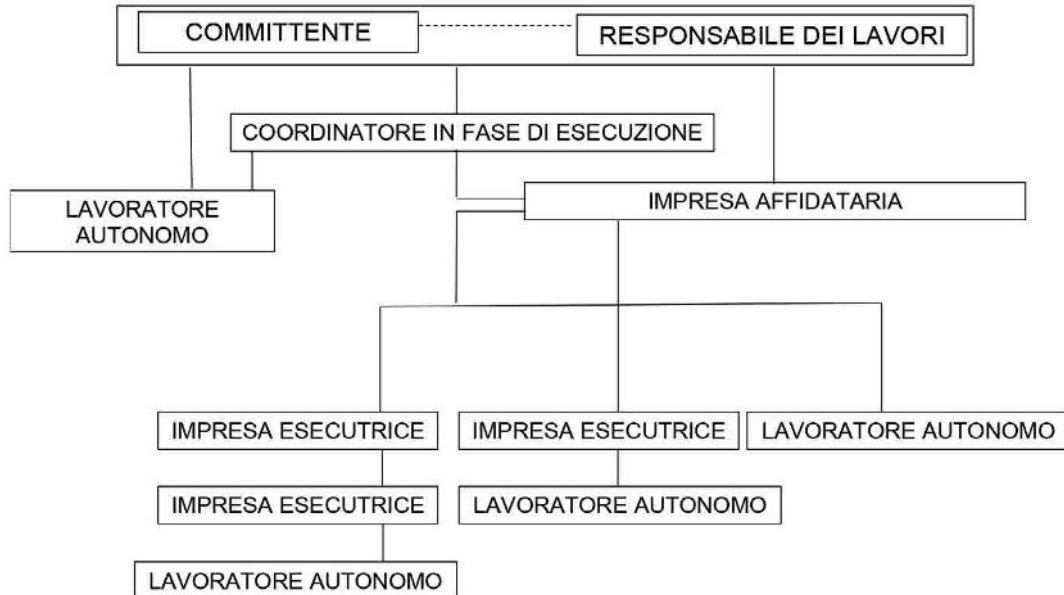 COMMITTENTE
RESPONSABILE DEI LAVORI
COORDINATORE IN FASE DI ESECUZIONE
LAVORATORE
AUTONOMO
IMPRESA AFFIDATARIA
IMPRESA ESECUTRICE
IMPRESA ESECUTRICE
LAVORATORE AUTONOMO
IMPRESA ESECUTRICE
LAVORATORE AUTONOMO
LAVORATORE AUTONOMO